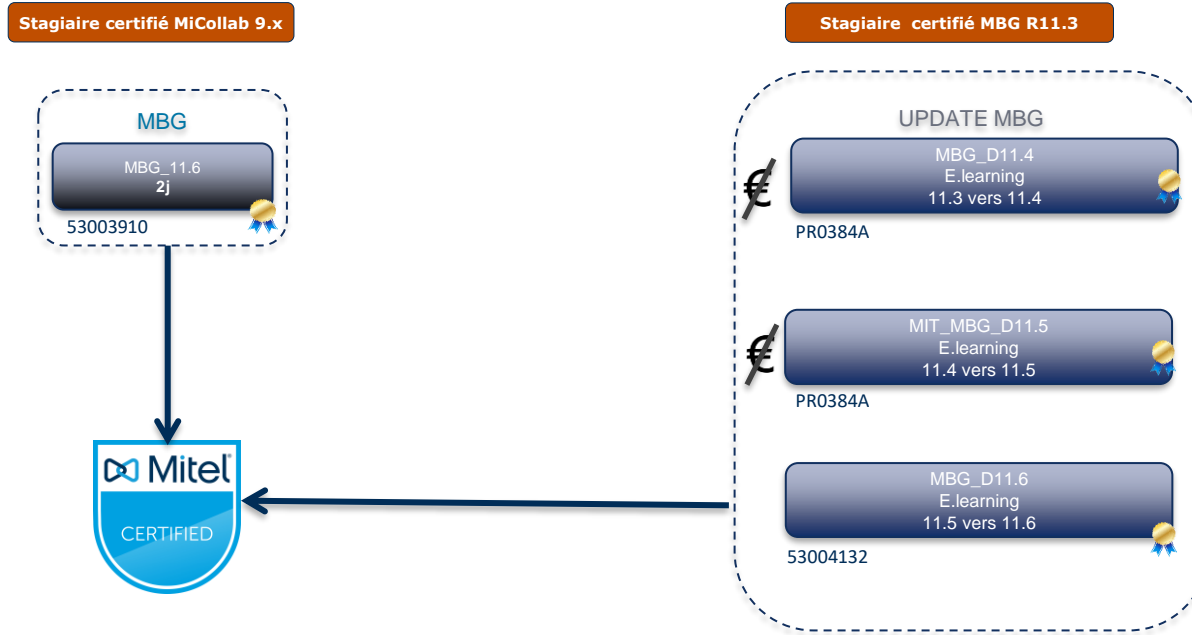 Stagiaire certifié MiCollab 9.x
MBG
MBG_11.6
2j
53003910
Mitel
CERTIFIED
Stagiaire certifié MBG R11.3
UPDATE MBG
€
MBG_D11.4
E.learning
11.3 vers 11.4
PR0384A
€
MIT_MBG_D11.5
E.learning
11.4 vers 11.5
PR0384A
MBG_D11.6
E.learning
11.5 vers 11.6
53004132